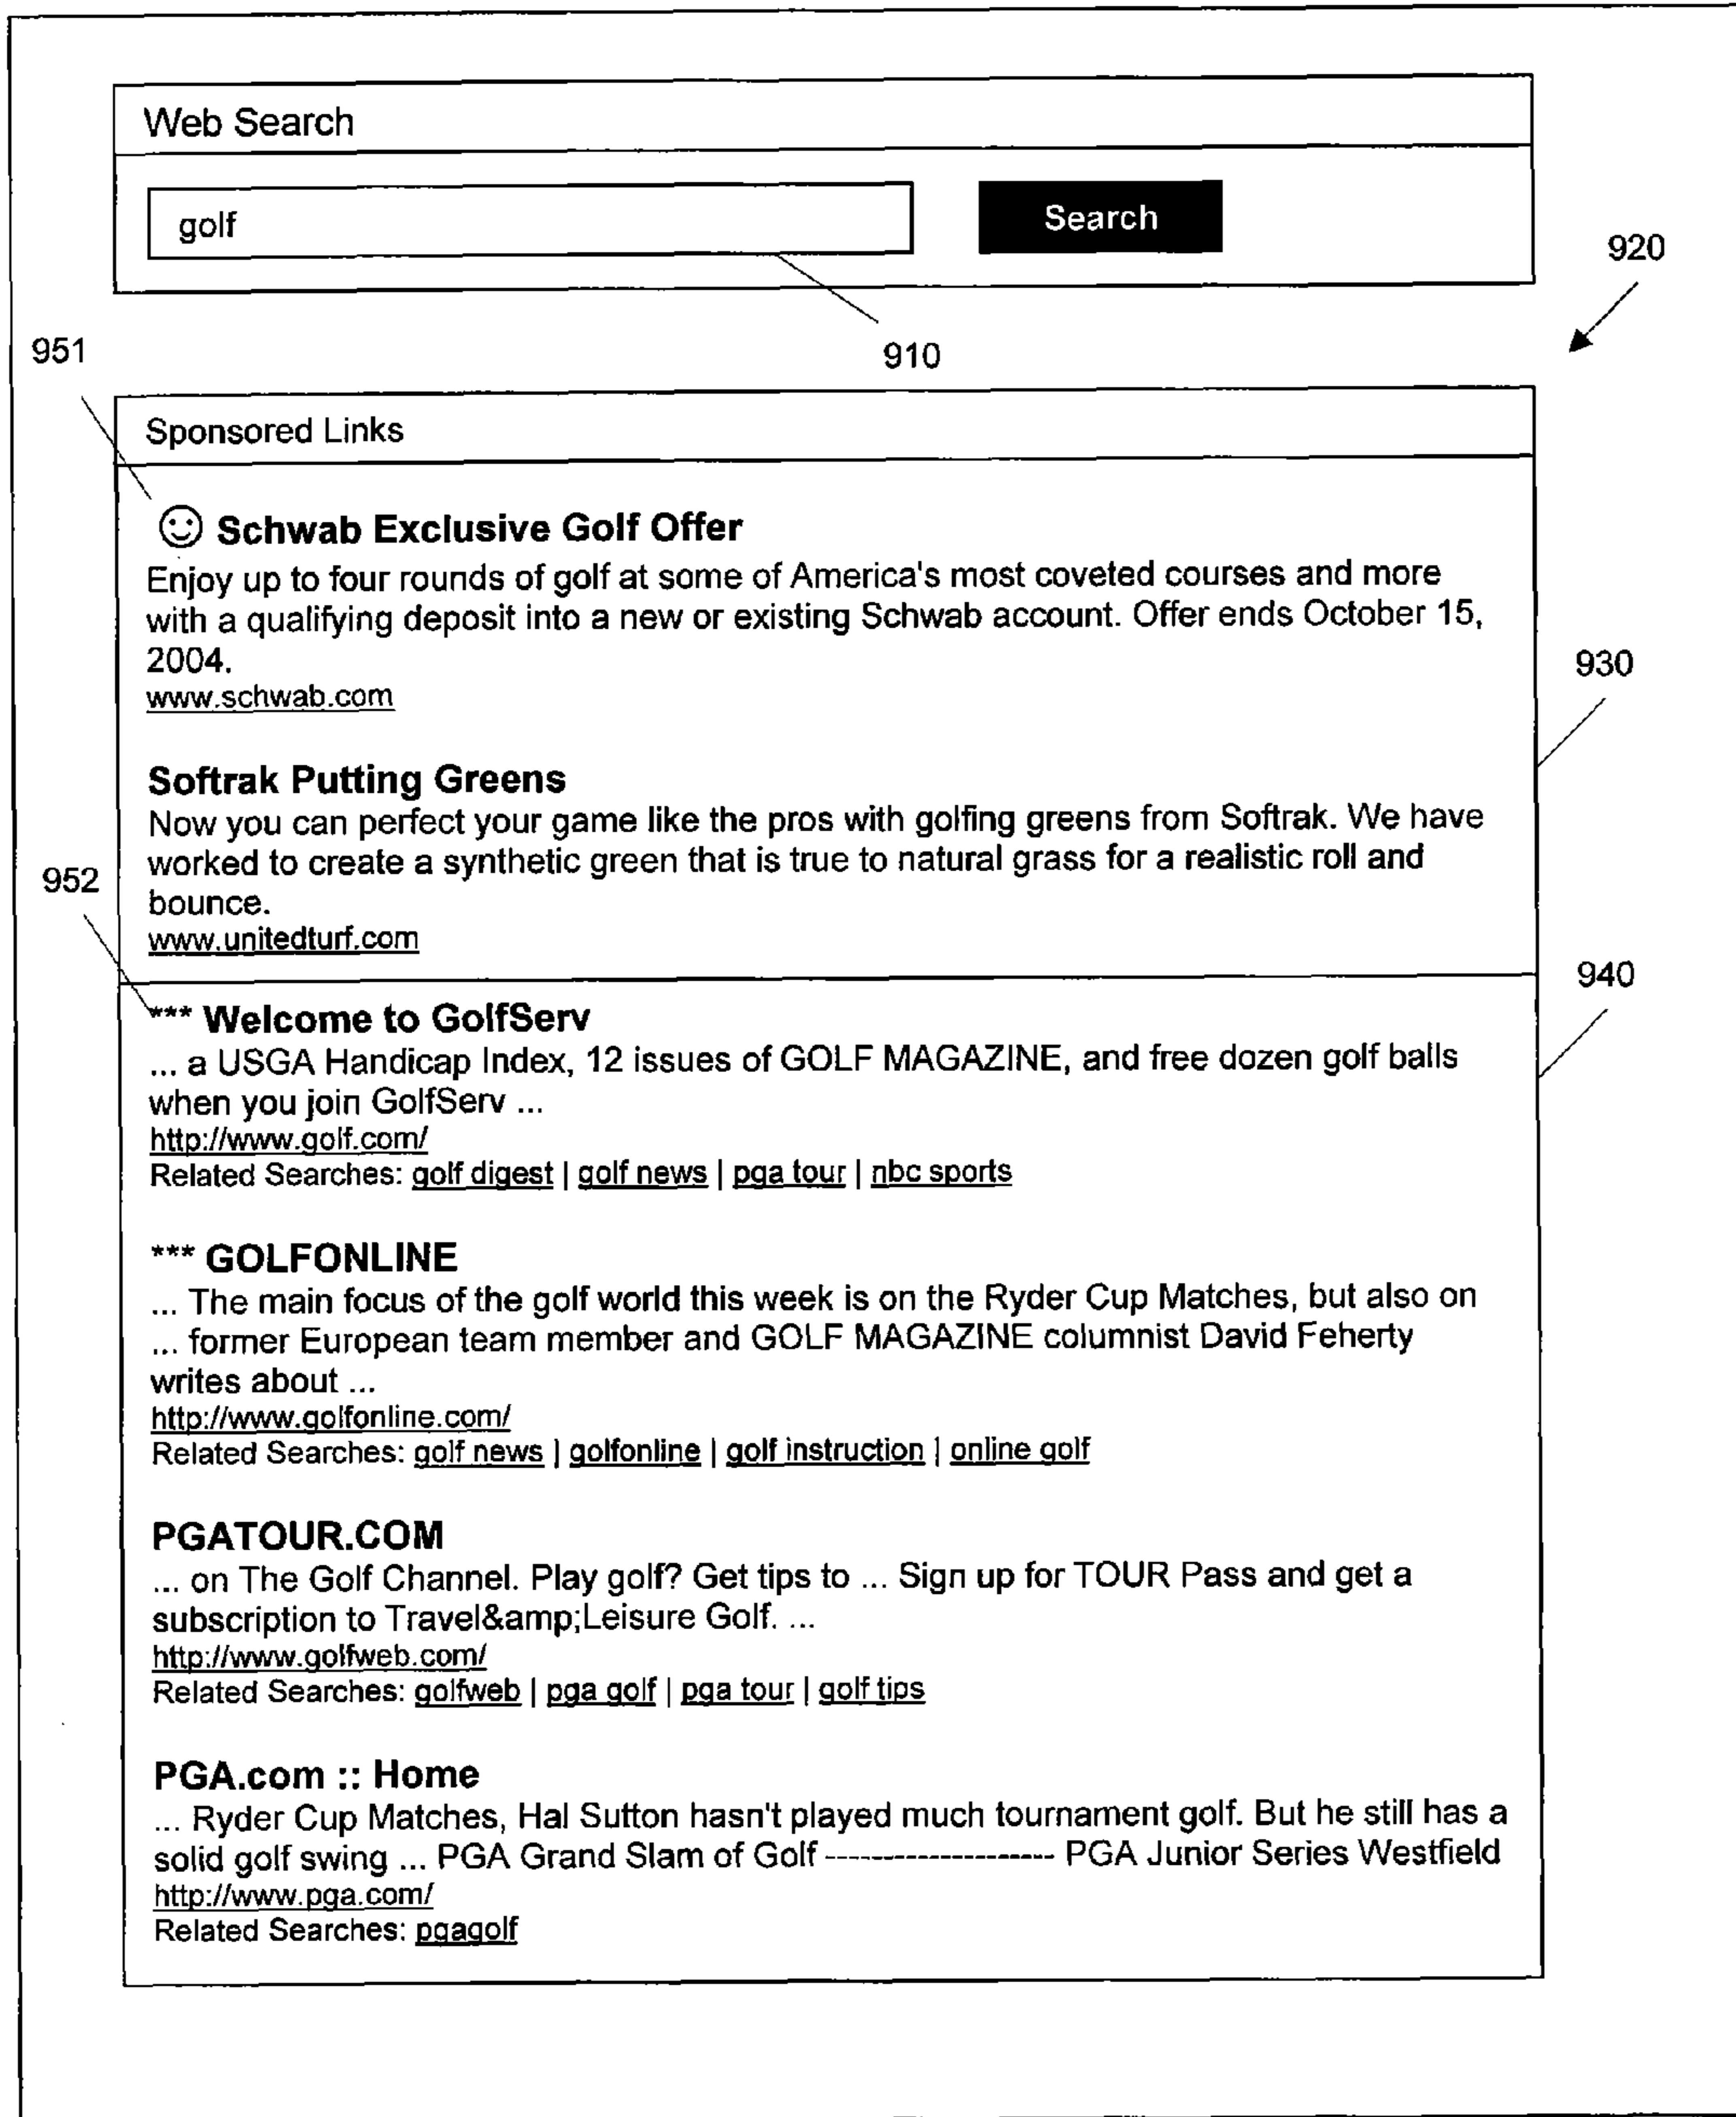 Web Search
golf
Search
920
951
910
Sponsored Links
☺ Schwab Exclusive Golf Offer
Enjoy up to four rounds of golf at some of America's most coveted courses and more
with a qualifying deposit into a new or existing Schwab account. Offer ends October 15,
2004.
930
www.schwab.com
Softrak Putting Greens
Now you can perfect your game like the pros with golfing greens from Softrak. We have
worked to create a synthetic green that is true to natural grass for a realistic roll and
952
bounce.
www.unitedturf.com
940
*** Welcome to GolfServ
... a USGA Handicap Index, 12 issues of GOLF MAGAZINE, and free dozen golf balls
when you join GolfServ ...
http://www.golf.com/
Related Searches: golf digest | golf news | pga tour | nbc sports
*** GOLFONLINE
... The main focus of the golf world this week is on the Ryder Cup Matches, but also on
... former European team member and GOLF MAGAZINE columnist David Feherty
writes about ...
http://www.golfonline.com/
Related Searches: golf news | golfonline | golf instruction | online golf
PGATOUR.COM
... on The Golf Channel. Play golf? Get tips to ... Sign up for TOUR Pass and get a
subscription to Travel&amp;Leisure Golf. ...
http://www.golfweb.com/
Related Searches: golfweb | pga golf | pga tour | golf tips
PGA.com :: Home
... Ryder Cup Matches, Hal Sutton hasn't played much tournament golf. But he still has a
solid golf swing ... PGA Grand Slam of Golf -------------------- PGA Junior Series Westfield
http://www.pga.com/
Related Searches: pgagolf